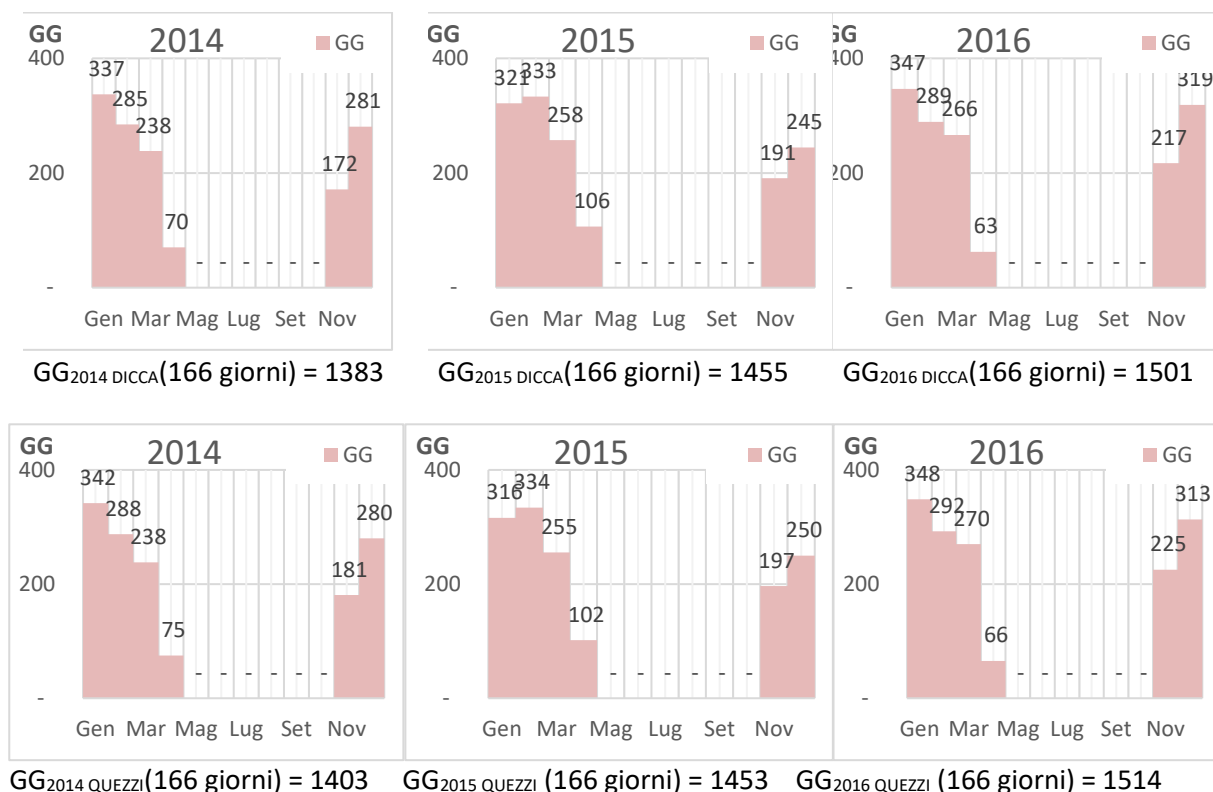 GG 2014 GG
400
337
285
238
70
- - - - - -
172
281
200
-
Gen Mar Mag Lug Set Nov
GG 2015 GG
400
321
333
258
106
- - - - - -
191
245
200
-
Gen Mar Mag Lug Set Nov
GG 2016 GG
400
347
289
266
63
- - - - - -
217
319
200
-
Gen Mar Mag Lug Set Nov
GG2014 DICCA(166 giorni) = 1383 GG2015 DICCA(166 giorni) = 1455 GG2016 DICCA(166 giorni) = 1501
GG 2014 GG
400
342
288
238
75
- - - - - -
181
280
200
-
Gen Mar Mag Lug Set Nov
GG 2015 GG
400
316
334
255
102
- - - - - -
197
250
200
-
Gen Mar Mag Lug Set Nov
GG 2016 GG
400
348
292
270
66
- - - - - -
225
313
200
-
Gen Mar Mag Lug Set Nov
GG2014 QUEZZI(166 giorni) = 1403 GG2015 QUEZZI (166 giorni) = 1453 GG2016 QUEZZI (166 giorni) = 1514